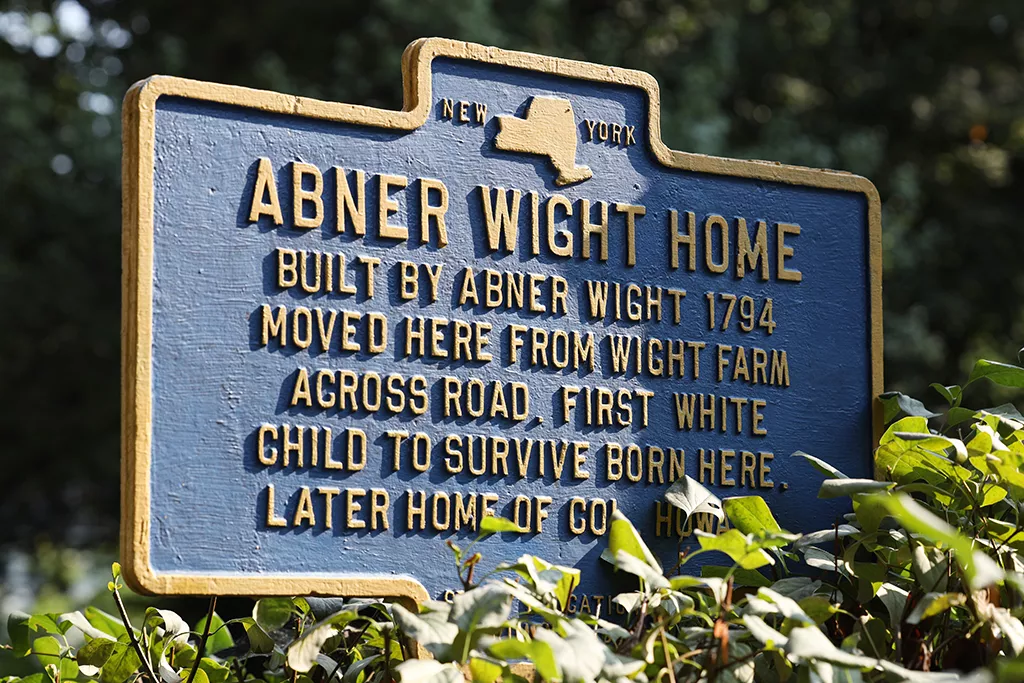 NEW YORK
ABNER WIGHT HOME
BUILT BY ABNER WIGHT 1794
MOVED HERE FROM WIGHT FARM
ACROSS ROAD. FIRST WHITE
CHILD TO SURVIVE BORN HERE.
LATER HOME OF